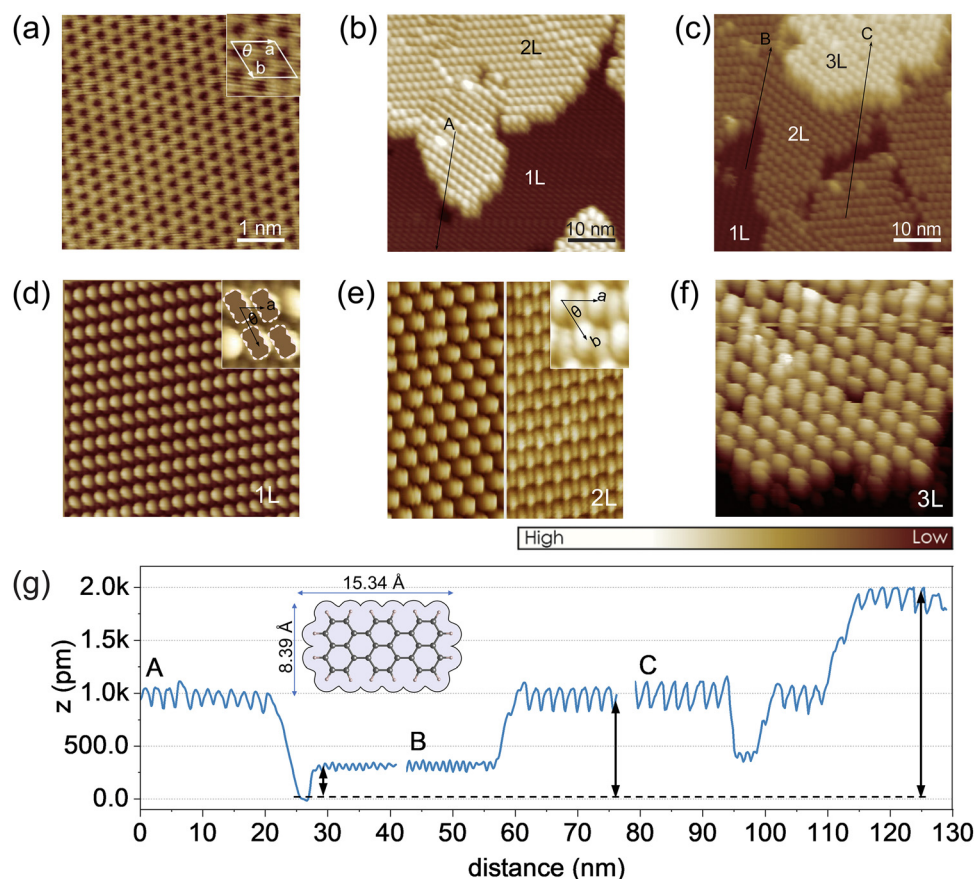 (a)
θ
a
b
1 nm
(b)
2L
A
1L
10 nm
(c)
B
C
3L
2L
1L
10 nm
(d)
a
θ
1L
(e)
a
θ
b
2L
(f)
3L
High
Low
(g)
2.0k
1.5k
1.0k
500.0
0.0
z (pm)
A
15.34 Å
8.39 Å
B
C
0 10 20 30 40 50 60 70 80 90 100 110 120 130
distance (nm)